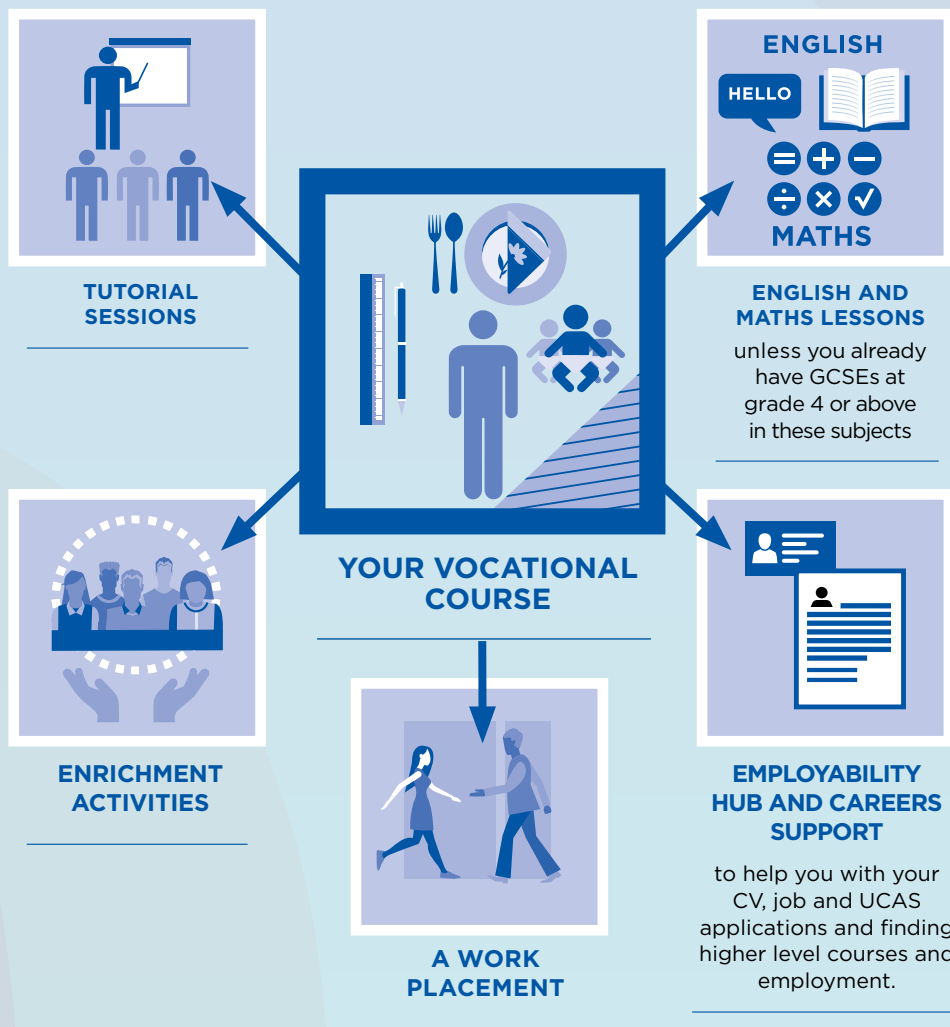 ENGLISH
HELLO
MATHS
TUTORIAL
SESSIONS
ENGLISH AND
MATHS LESSONS
unless you already
have GCSEs at
grade 4 or above
in these subjects
YOUR VOCATIONAL
COURSE
ENRICHMENT
ACTIVITIES
A WORK
PLACEMENT
EMPLOYABILITY
HUB AND CAREERS
SUPPORT
to help you with your
CV, job and UCAS
applications and finding
higher level courses and
employment.